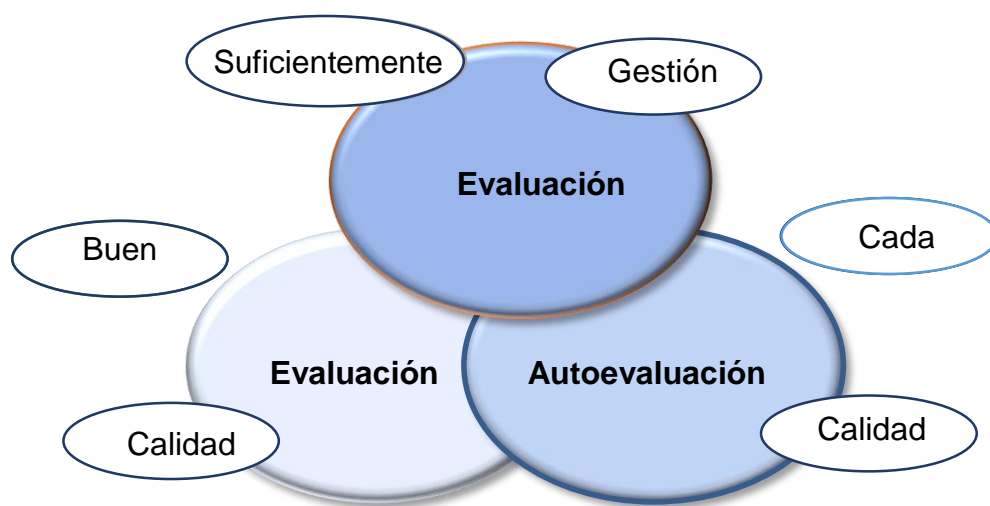 Suficientemente
Gestión
Evaluación
Buen
Cada
Evaluación
Autoevaluación
Calidad
Calidad